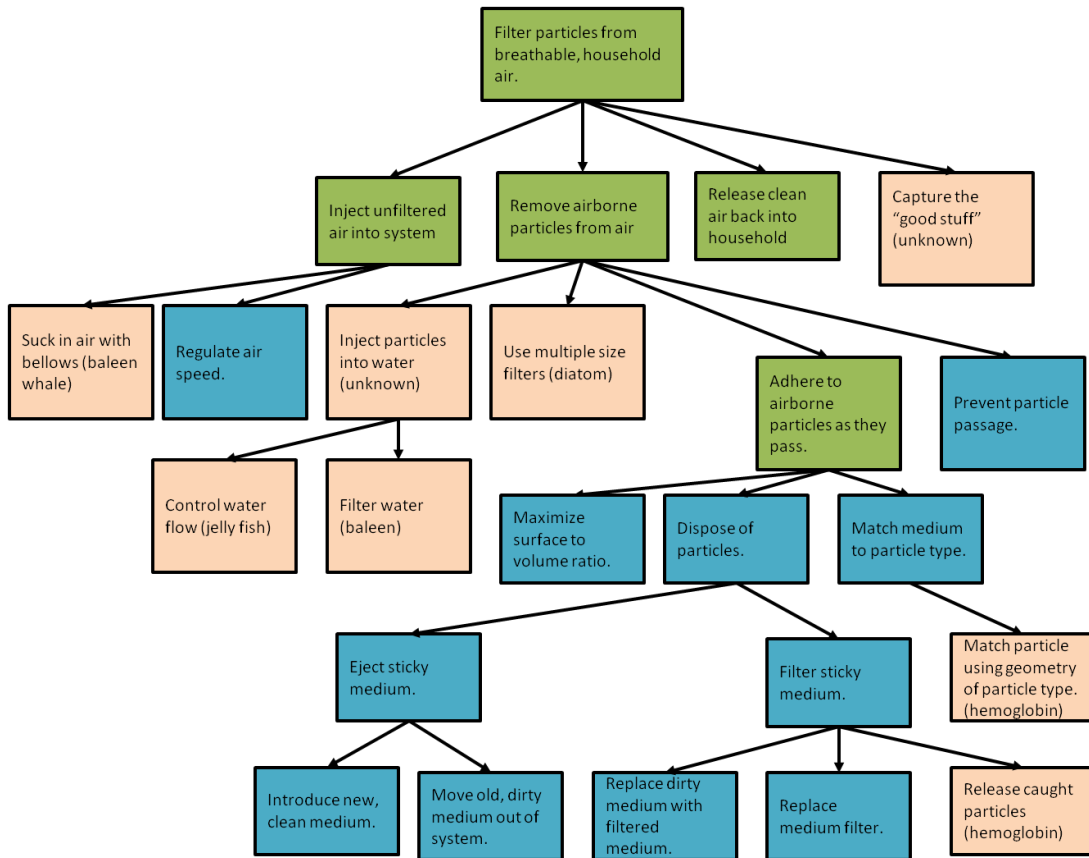 Filter particles from
breathable, household
air.
Inject unfiltered
air into system
Remove airborne
particles from air
Release clean
air back into
household
Capture the
“good stuff”
(unknown)
Suck in air with
bellows (baleen
whale)
Regulate air
speed.
Inject particles
into water
(unknown)
Use multiple size
filters (diatom)
Adhere to
airborne
particles as they
pass.
Prevent particle
passage.
Control water
flow (jelly fish)
Filter water
(baleen)
Maximize
surface to
volume ratio.
Dispose of
particles.
Match medium
to particle type.
Eject sticky
medium.
Filter sticky
medium.
Match particle
using geometry
of particle type.
(hemoglobin)
Introduce new,
clean medium.
Move old, dirty
medium out of
system.
Replace dirty
medium with
filtered
medium.
Replace
medium filter.
Release caught
particles
(hemoglobin)